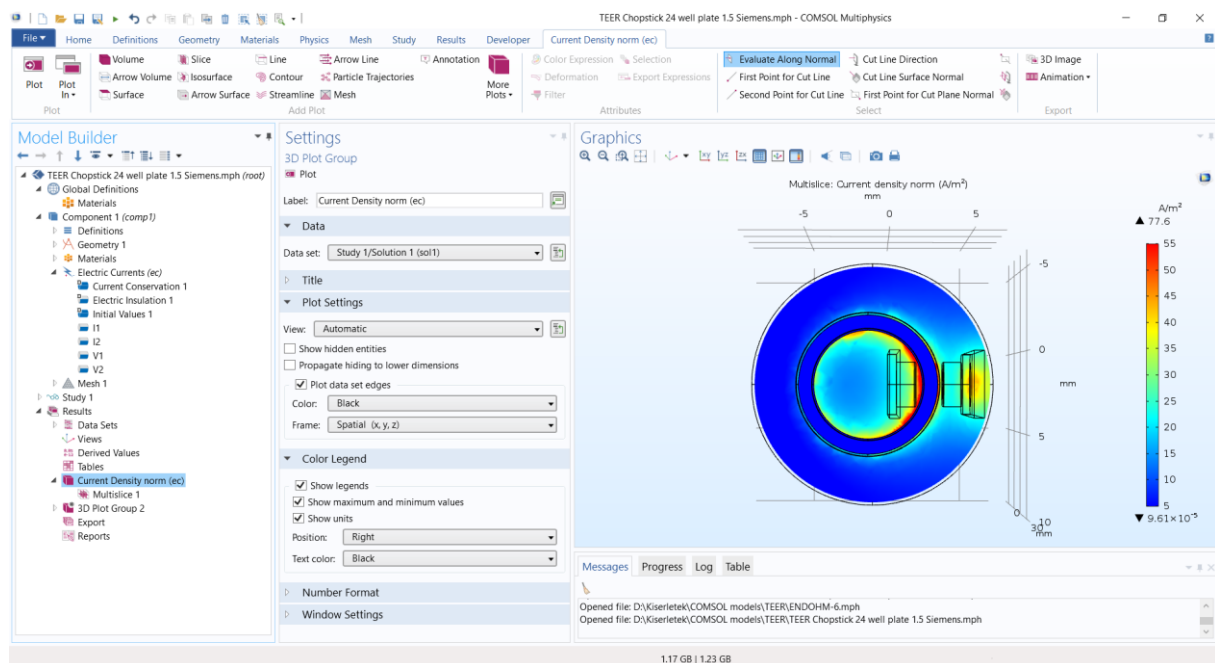 TEER Chopstick 24 well plate 1.5 Siemens.mph - COMSOL Multiphysics
File Home Definitions Geometry Materials Physics Mesh Study Results Developer Current Density norm (ec)
Plot
Plot In
Plot
Volume Slice Line Arrow Line Annotation
Arrow Volume Isosurface Contour Particle Trajectories
Surface Arrow Surface Streamline Mesh
More Plots
Add Plot
Color Expression Selection
Deformation Export Expressions
Filter
Attributes
Evaluate Along Normal Cut Line Direction
First Point for Cut Line Cut Line Surface Normal
Second Point for Cut Line First Point for Cut Plane Normal
Select
3D Image
Animation
Export
Model Builder
TEER Chopstick 24 well plate 1.5 Siemens.mph (root)
Global Definitions
Materials
Component 1 (comp1)
Definitions
Geometry 1
Materials
Electric Currents (ec)
Current Conservation 1
Electric Insulation 1
Initial Values 1
I1
I2
V1
V2
Mesh 1
Study 1
Results
Data Sets
Views
Derived Values
Tables
Current Density norm (ec)
Multislice 1
3D Plot Group 2
Export
Reports
Settings
3D Plot Group
Plot
Label: Current Density norm (ec)
Data
Data set: Study 1/Solution 1 (sol1)
Title
Plot Settings
View: Automatic
Show hidden entities
Propagate hiding to lower dimensions
Plot data set edges
Color: Black
Frame: Spatial (x, y, z)
Color Legend
Show legends
Show maximum and minimum values
Show units
Position: Right
Text color: Black
Number Format
Window Settings
Graphics
xy yz zx
Multislice: Current density norm (A/m²)
mm
-5 0 5
-5
0
mm
5
0
10
30
mm
A/m²
▲ 77.6
55
50
45
40
35
30
25
20
15
10
5
▼ 9.61×10⁻⁵
Messages Progress Log Table
Opened file: D:\Kiserletek\COMSOL models\TEER\ENDOHM-6.mph
Opened file: D:\Kiserletek\COMSOL models\TEER\TEER Chopstick 24 well plate 1.5 Siemens.mph
1.17 GB | 1.23 GB